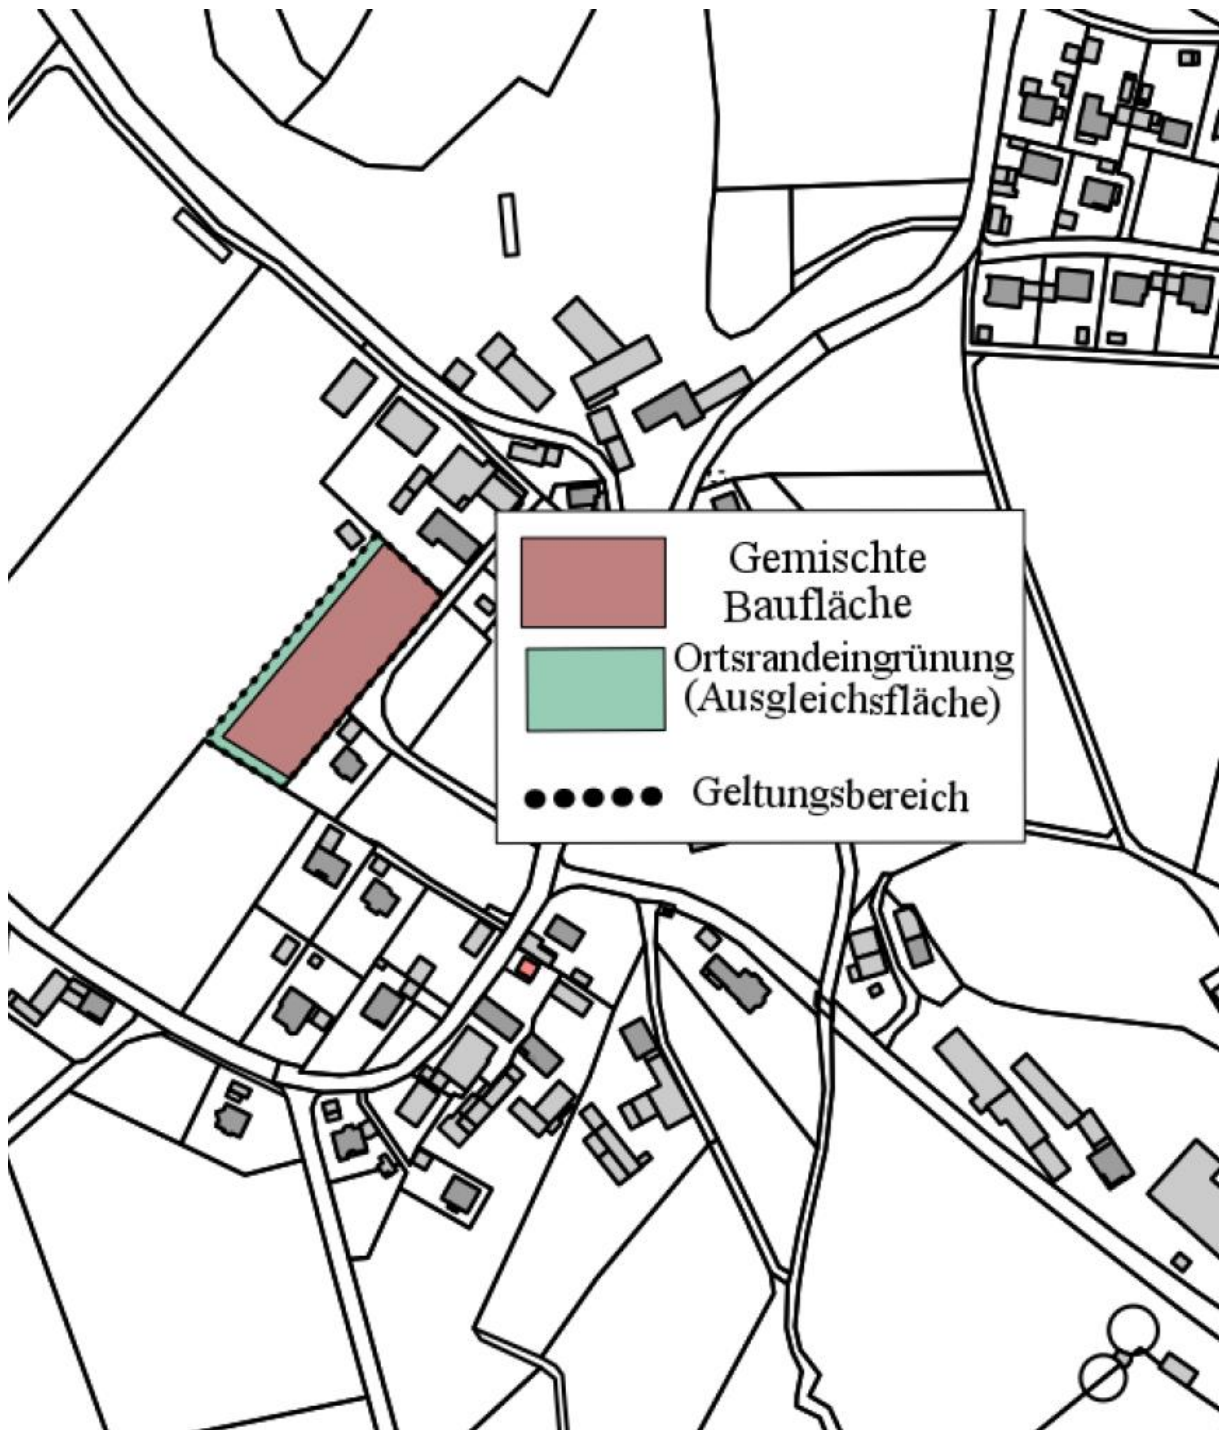 Gemischte
Baufläche
Ortsrandeingrünung
(Ausgleichsfläche)
Geltungsbereich